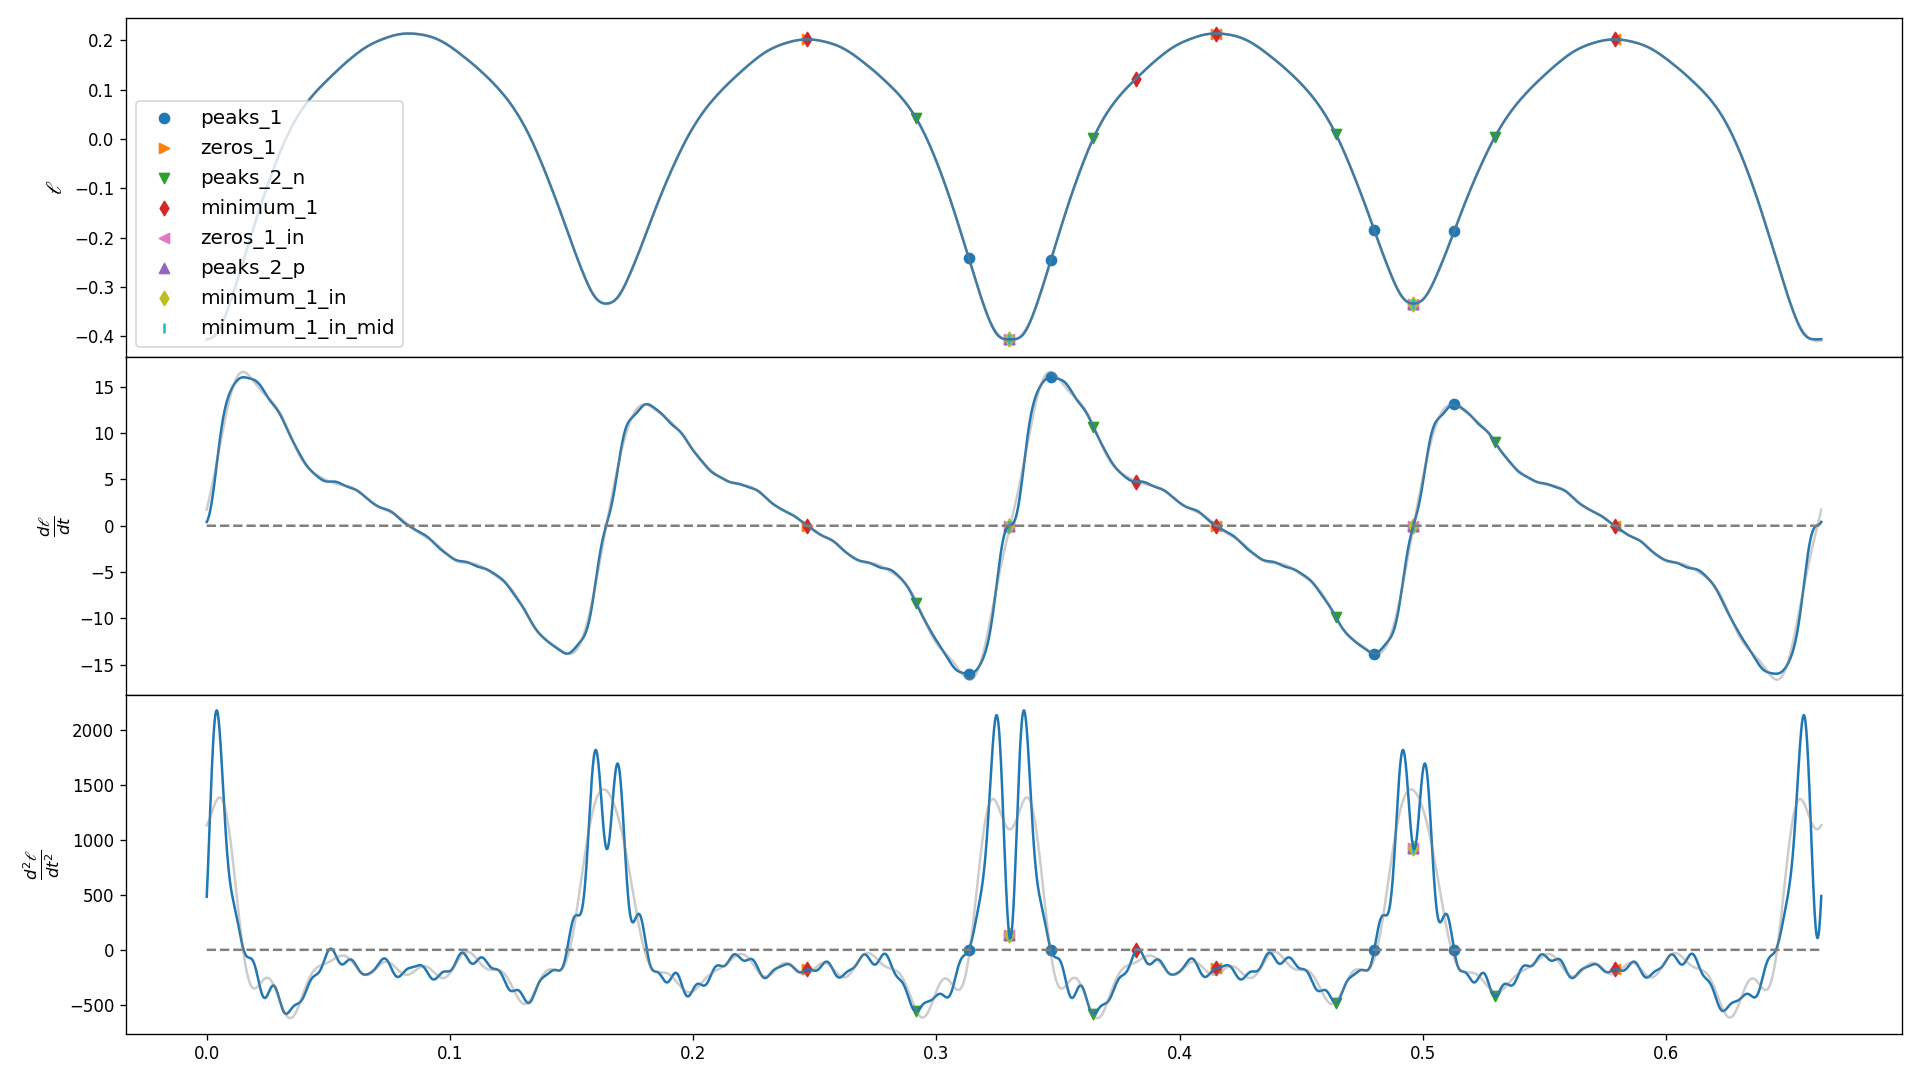 0.2
0.1
0.0
−0.1
−0.2
−0.3
−0.4
ℓ
peaks_1
zeros_1
peaks_2_n
minimum_1
zeros_1_in
peaks_2_p
minimum_1_in
minimum_1_in_mid
15
10
5
0
−5
−10
−15
dℓ
dt
2000
1500
1000
500
0
−500
d²ℓ
dt²
0.0 0.1 0.2 0.3 0.4 0.5 0.6